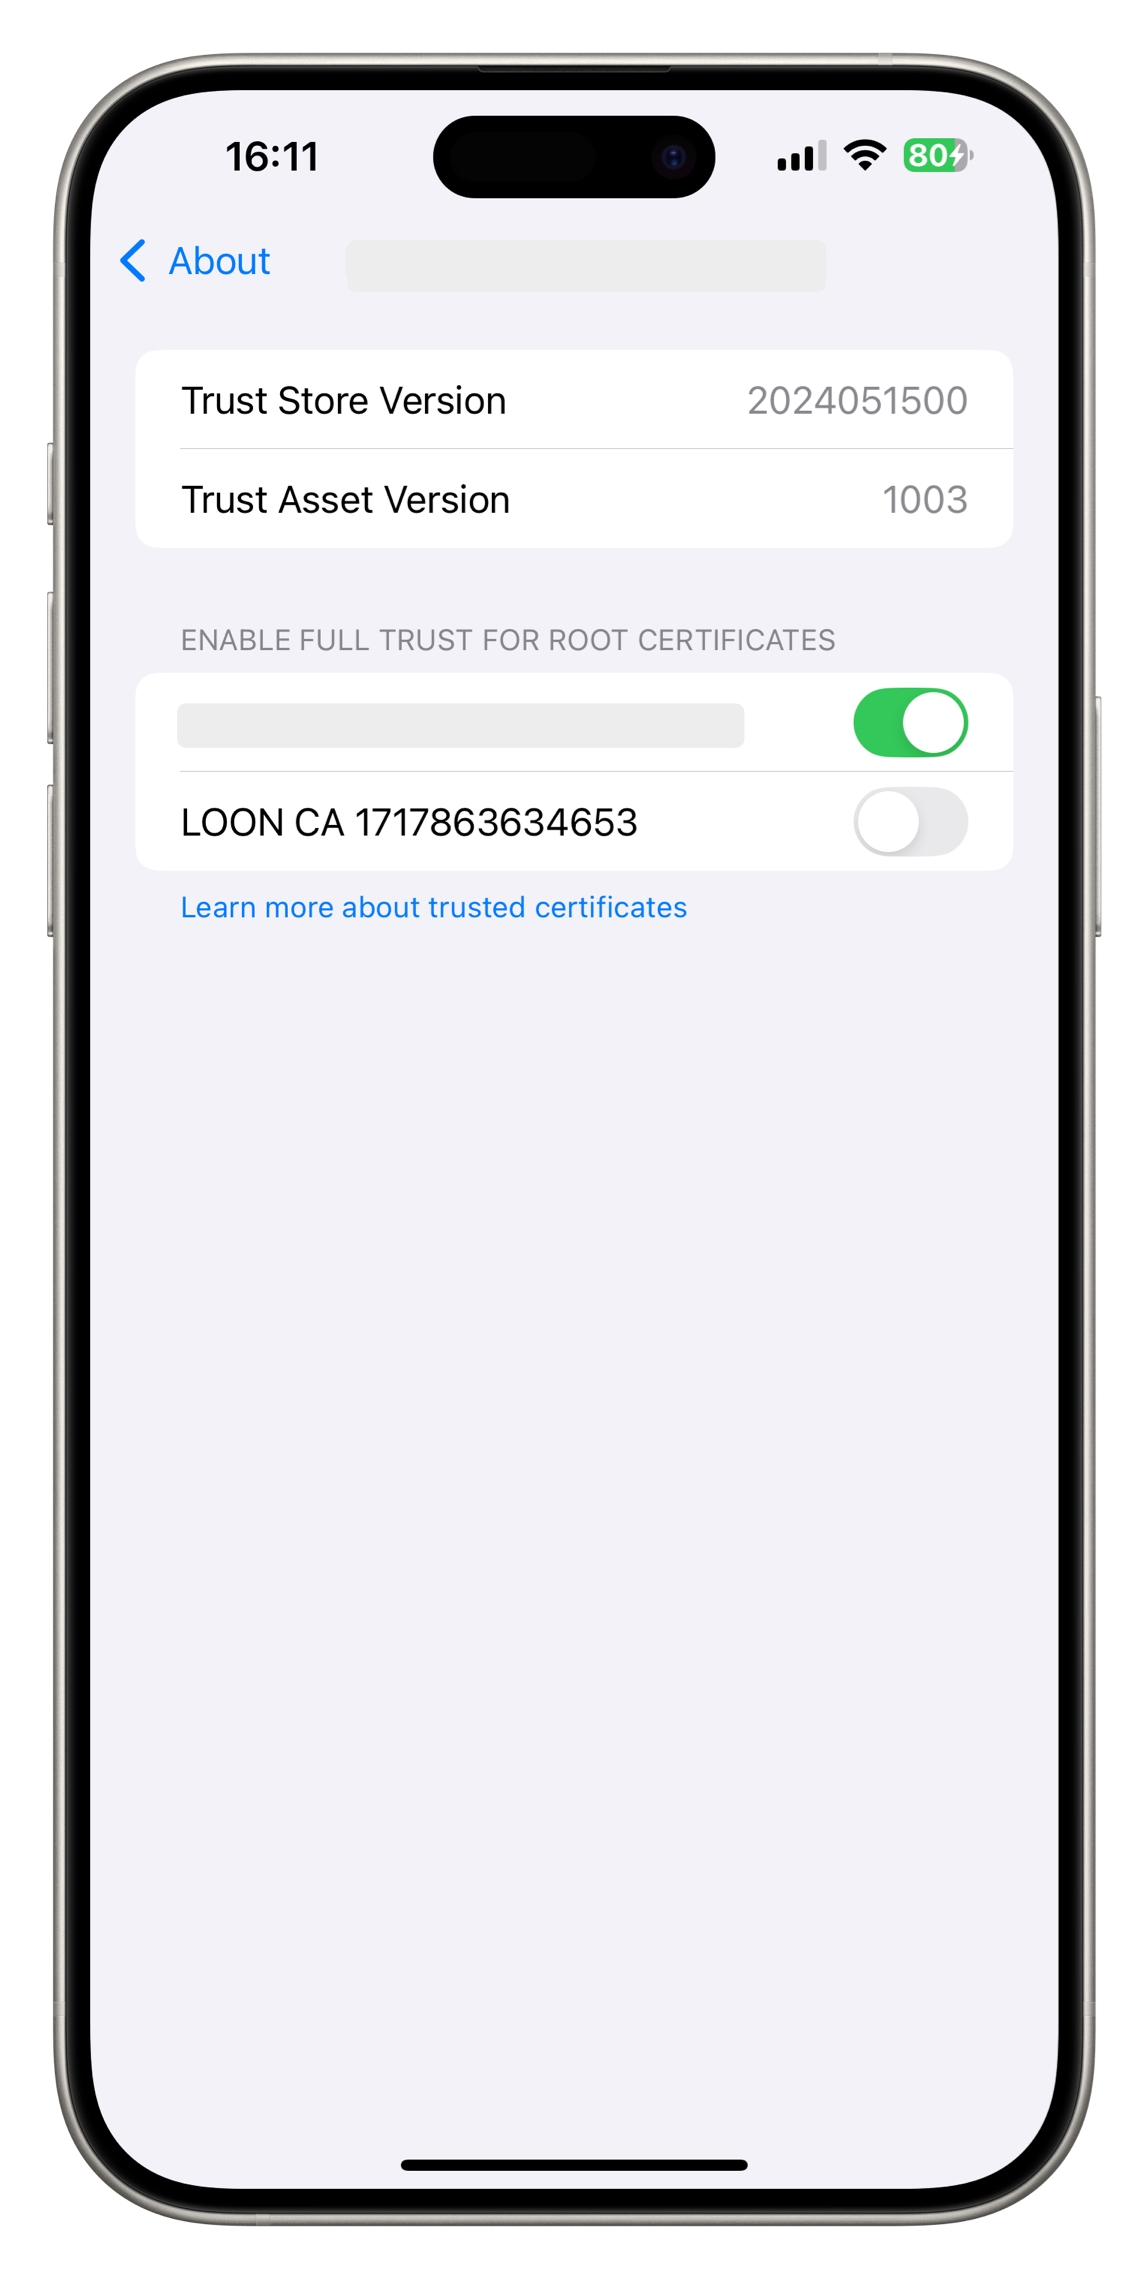 16:11
80
About
Trust Store Version 2024051500
Trust Asset Version 1003
ENABLE FULL TRUST FOR ROOT CERTIFICATES
LOON CA 1717863634653
Learn more about trusted certificates